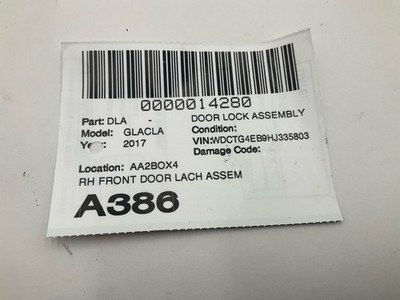 0000014280
Part: DLA - DOOR LOCK ASSEMBLY
Model: GLACLA Condition:
Year: 2017 VIN:WDCTG4EB9HJ335803
Damage Code:
Location: AA2BOX4
RH FRONT DOOR LACH ASSEM
A386